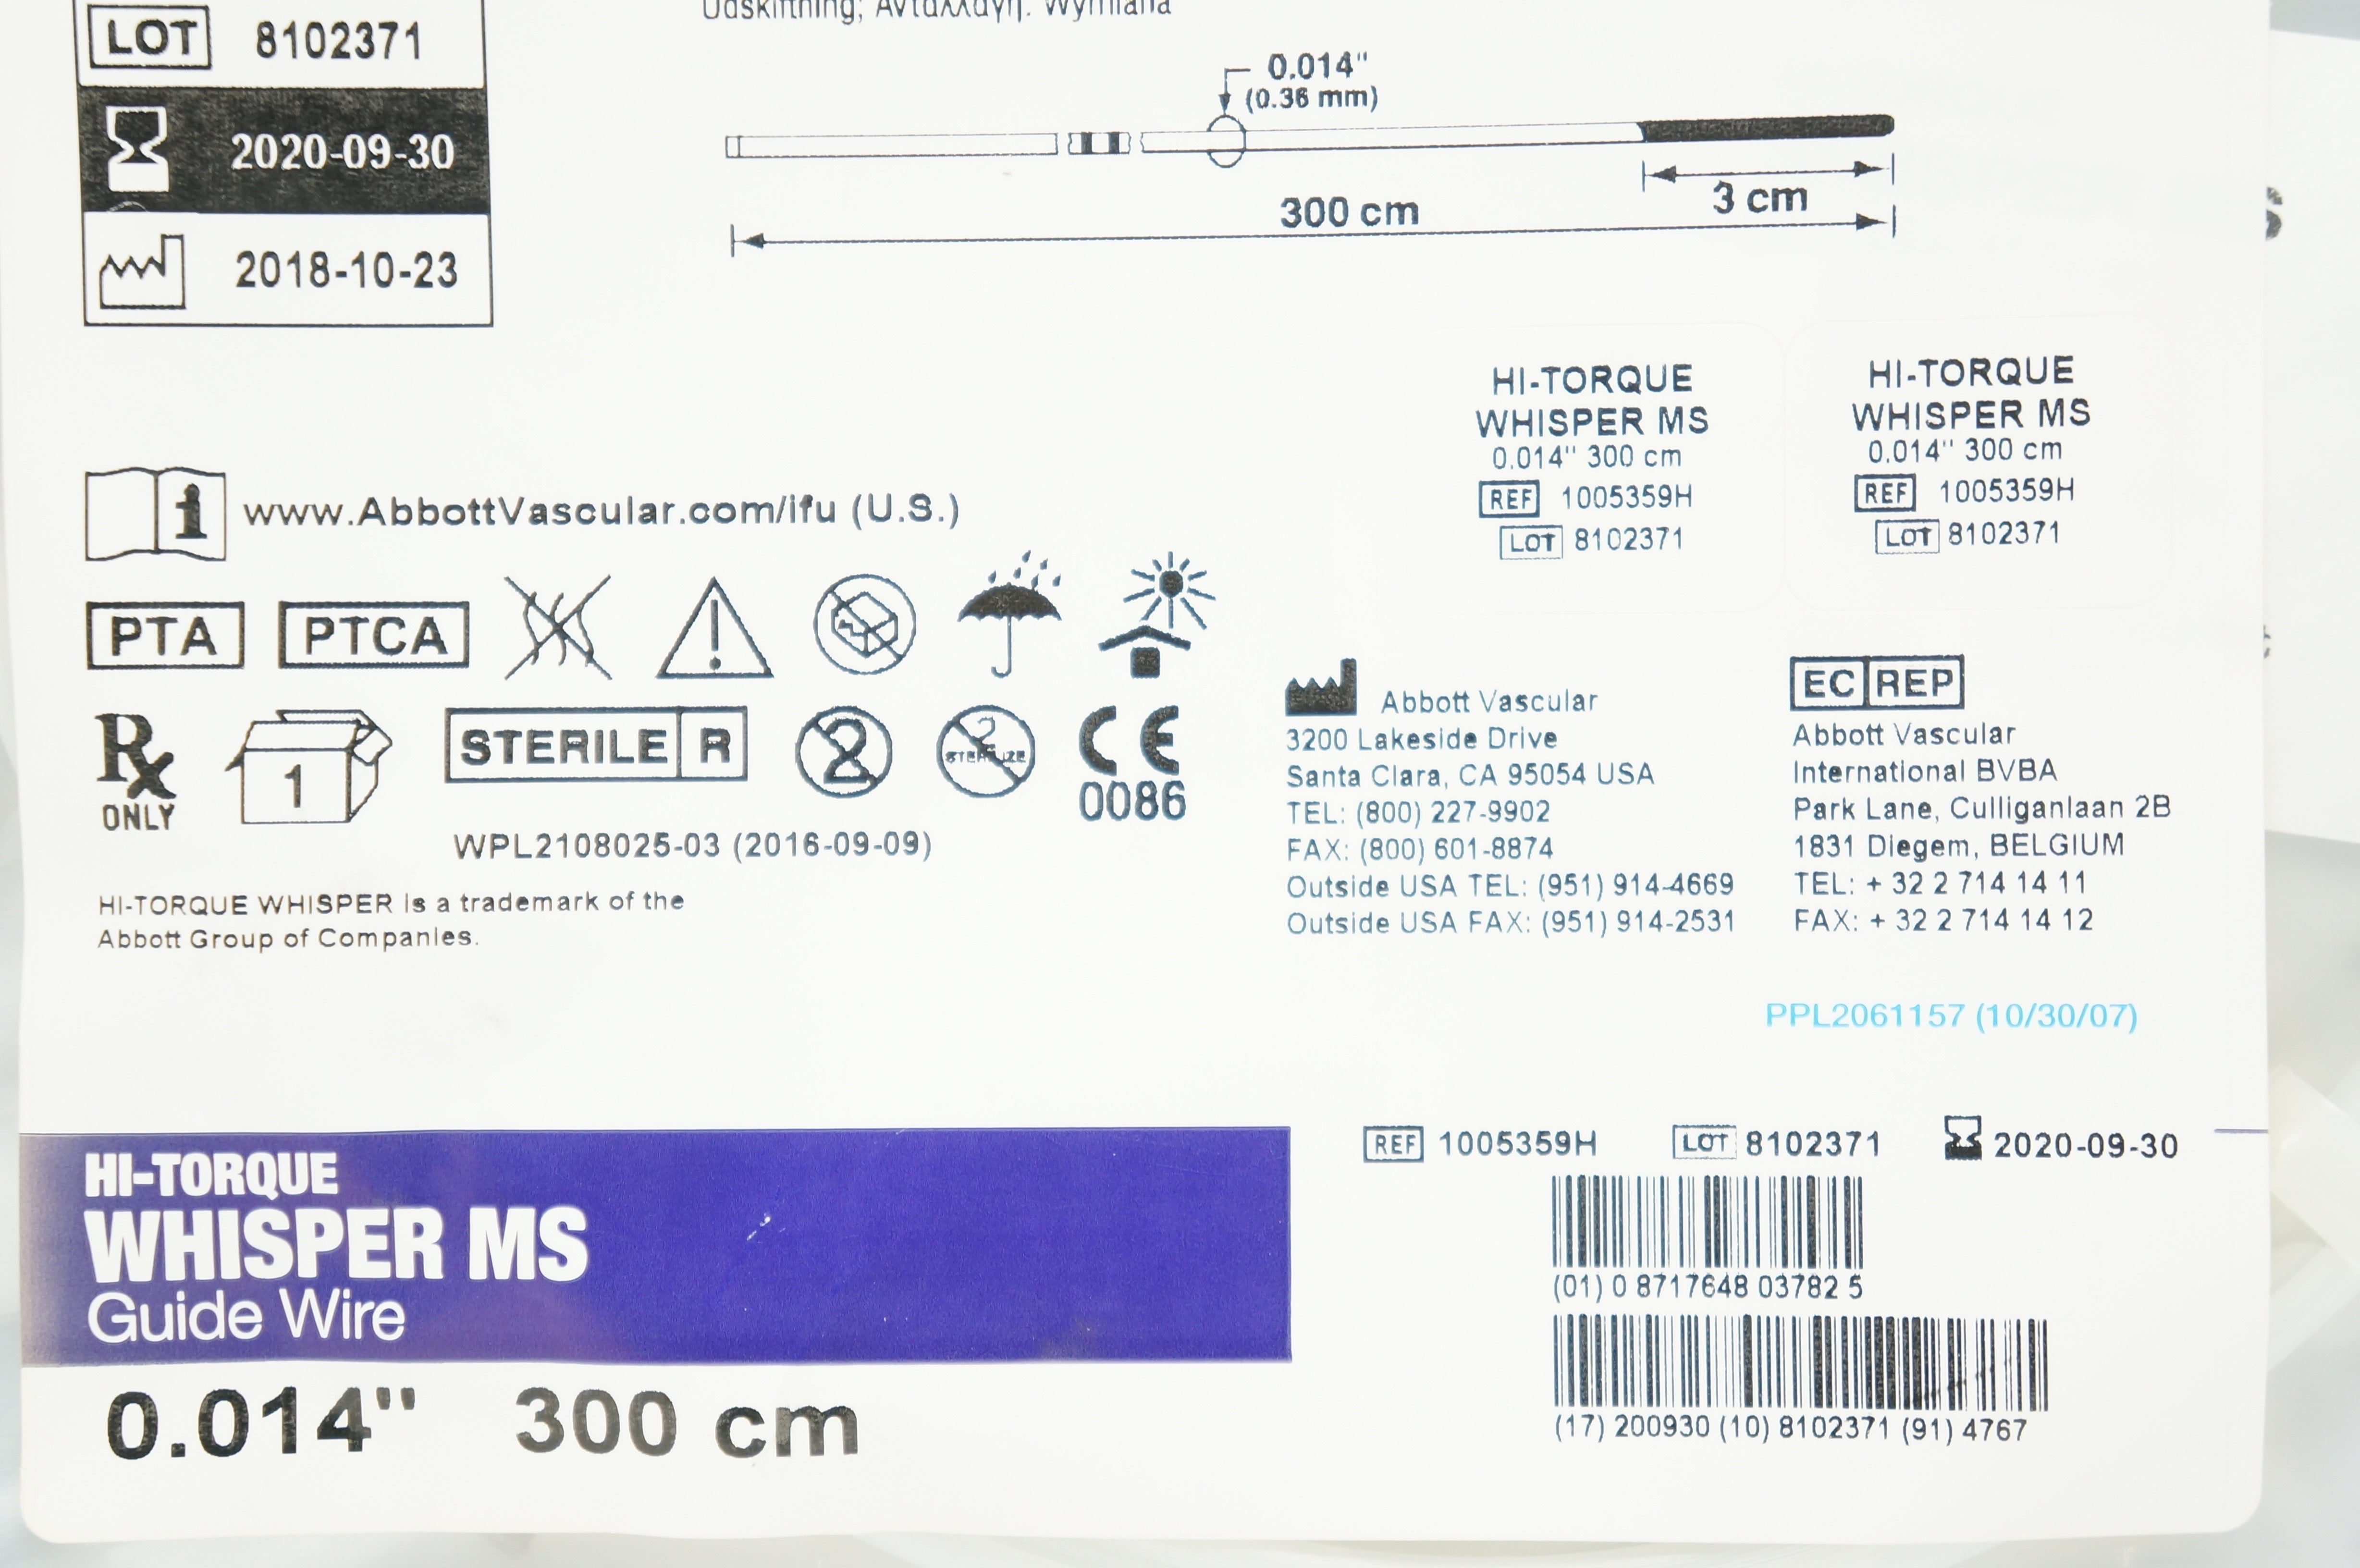 Udskiftning; Ανταλλαγή. Wymiana
LOT 8102371
2020-09-30
2018-10-23
0.014"
(0.36 mm)
3 cm
300 cm
HI-TORQUE
WHISPER MS
0.014" 300 cm
REF 1005359H
LOT 8102371
HI-TORQUE
WHISPER MS
0.014" 300 cm
REF 1005359H
LOT 8102371
i www.AbbottVascular.com/ifu (U.S.)
PTA PTCA
Rx
ONLY
1
STERILE R
2
2
STERILIZE
CE
0086
WPL2108025-03 (2016-09-09)
HI-TORQUE WHISPER is a trademark of the
Abbott Group of Companies.
Abbott Vascular
3200 Lakeside Drive
Santa Clara, CA 95054 USA
TEL: (800) 227-9902
FAX: (800) 601-8874
Outside USA TEL: (951) 914-4669
Outside USA FAX: (951) 914-2531
EC REP
Abbott Vascular
International BVBA
Park Lane, Culliganlaan 2B
1831 Diegem, BELGIUM
TEL: + 32 2 714 14 11
FAX: + 32 2 714 14 12
PPL2061157 (10/30/07)
HI-TORQUE
WHISPER MS
Guide Wire
0.014" 300 cm
REF 1005359H LOT 8102371 2020-09-30
(01) 0 8717648 03782 5
(17) 200930 (10) 8102371 (91) 4767